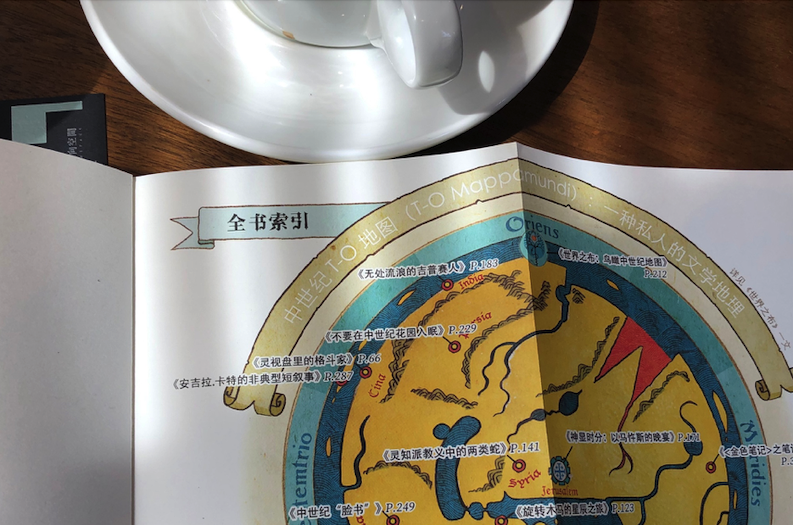 全书索引
中世纪T-O 地图（T-O Mappamundi）：一种私人的文学地理
详见《世界之布》一文
Oriens
《世界之布：鸟瞰中世纪地图》
P.212
《无处流浪的吉普赛人》P.183
India
《不要在中世纪花园入眠》P.229
《灵视盘里的格斗家》P.66
Cina
《安吉拉.卡特的非典型短叙事》P.287
《灵知派教义中的两类蛇》P.141
Syria
《神显时分：以马忤斯的晚宴》P.171
Jerusalem
《<金色笔记>之笔记
Meridies
《中世纪“脸书”》P.249
《旋转木马的星辰之旅》P.123